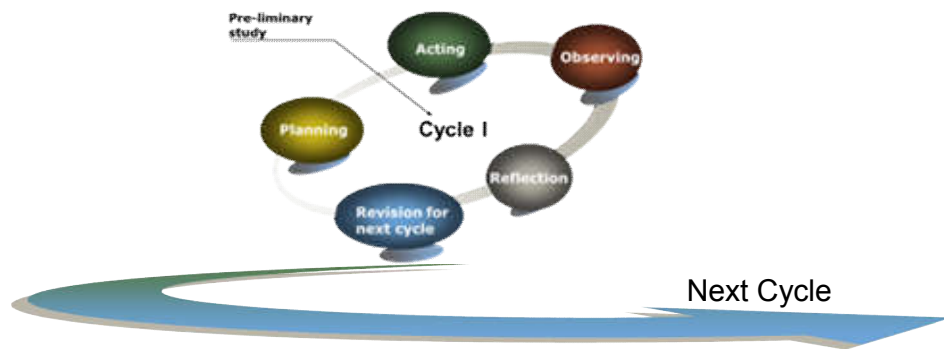 Pre-liminary
study
Acting
Observing
Planning
Cycle I
Reflection
Revision for
next cycle
Next Cycle